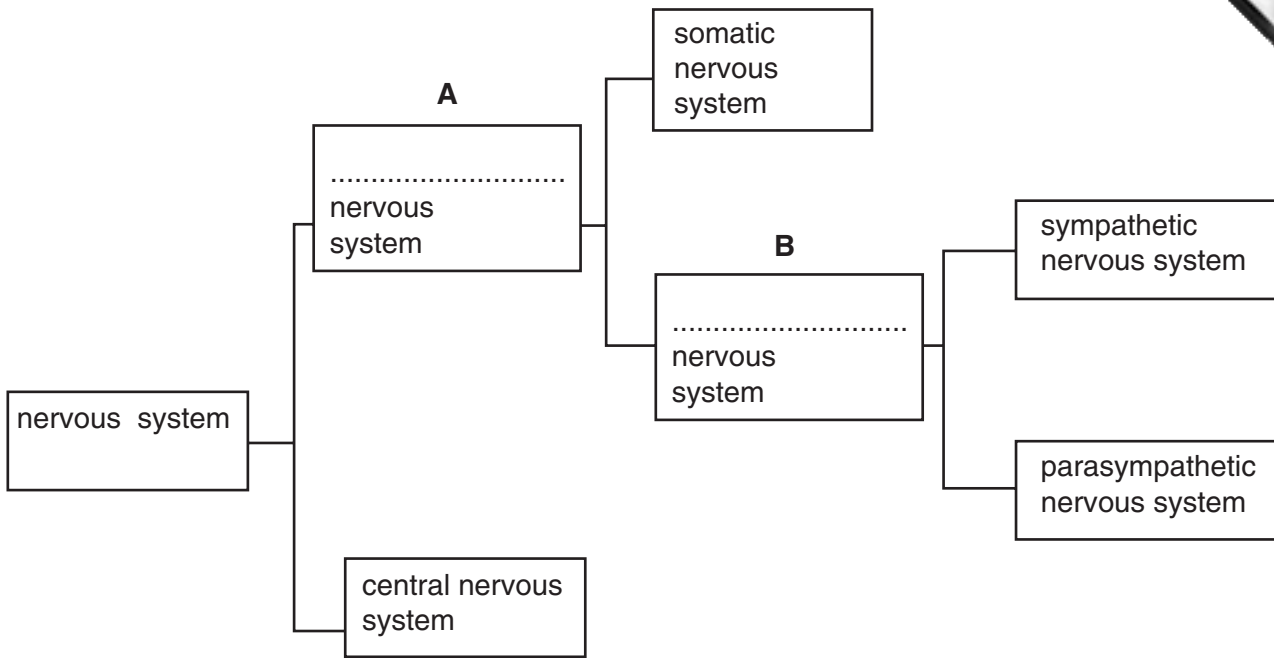 somatic
nervous
system
A
............................
nervous
system
B
............................
nervous
system
sympathetic
nervous system
nervous system
parasympathetic
nervous system
central nervous
system